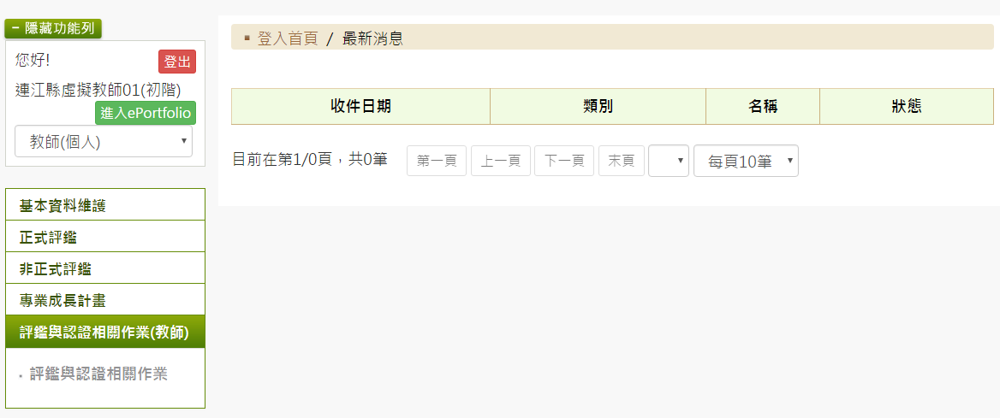 − 隱藏功能列
您好!
登出
連江縣虛擬教師01(初階)
進入ePortfolio
教師(個人)
基本資料維護
正式評鑑
非正式評鑑
專業成長計畫
評鑑與認證相關作業(教師)
評鑑與認證相關作業
登入首頁 / 最新消息
收件日期 類別 名稱 狀態
目前在第1/0頁，共0筆 第一頁 上一頁 下一頁 末頁 每頁10筆